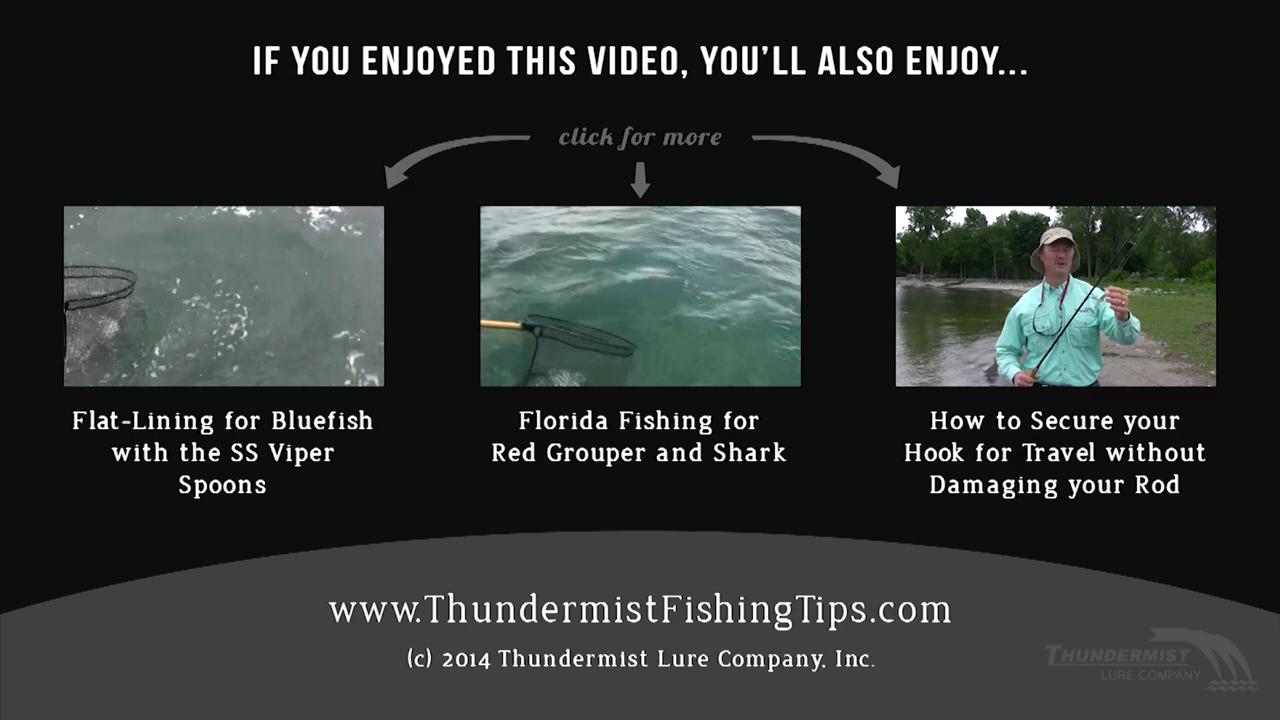 IF YOU ENJOYED THIS VIDEO, YOU'LL ALSO ENJOY...
click for more
Flat-Lining for Bluefish
with the SS Viper
Spoons
Florida Fishing for
Red Grouper and Shark
How to Secure your
Hook for Travel without
Damaging your Rod
www.ThundermistFishingTips.com
(c) 2014 Thundermist Lure Company, Inc.
THUNDERMIST
LURE COMPANY